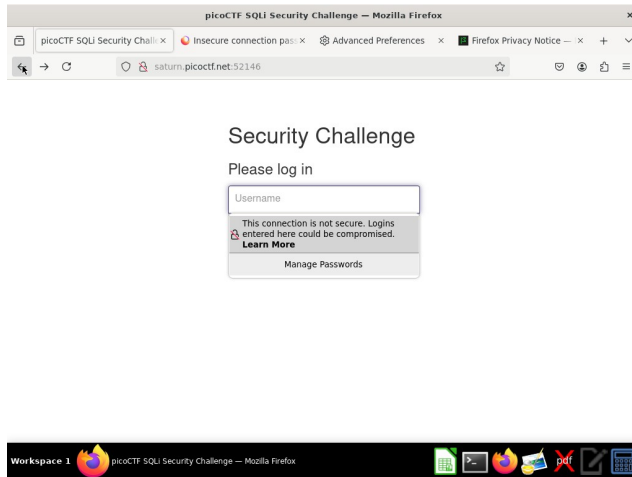 picoCTF SQLi Security Challenge — Mozilla Firefox
picoCTF SQLi Security Chall
Insecure connection pas
Advanced Preferences
Firefox Privacy Notice —
saturn.picoctf.net:52146
Security Challenge
Please log in
Username
This connection is not secure. Logins
entered here could be compromised.
Learn More
Manage Passwords
Workspace 1
picoCTF SQLi Security Challenge — Mozilla Firefox
pdf